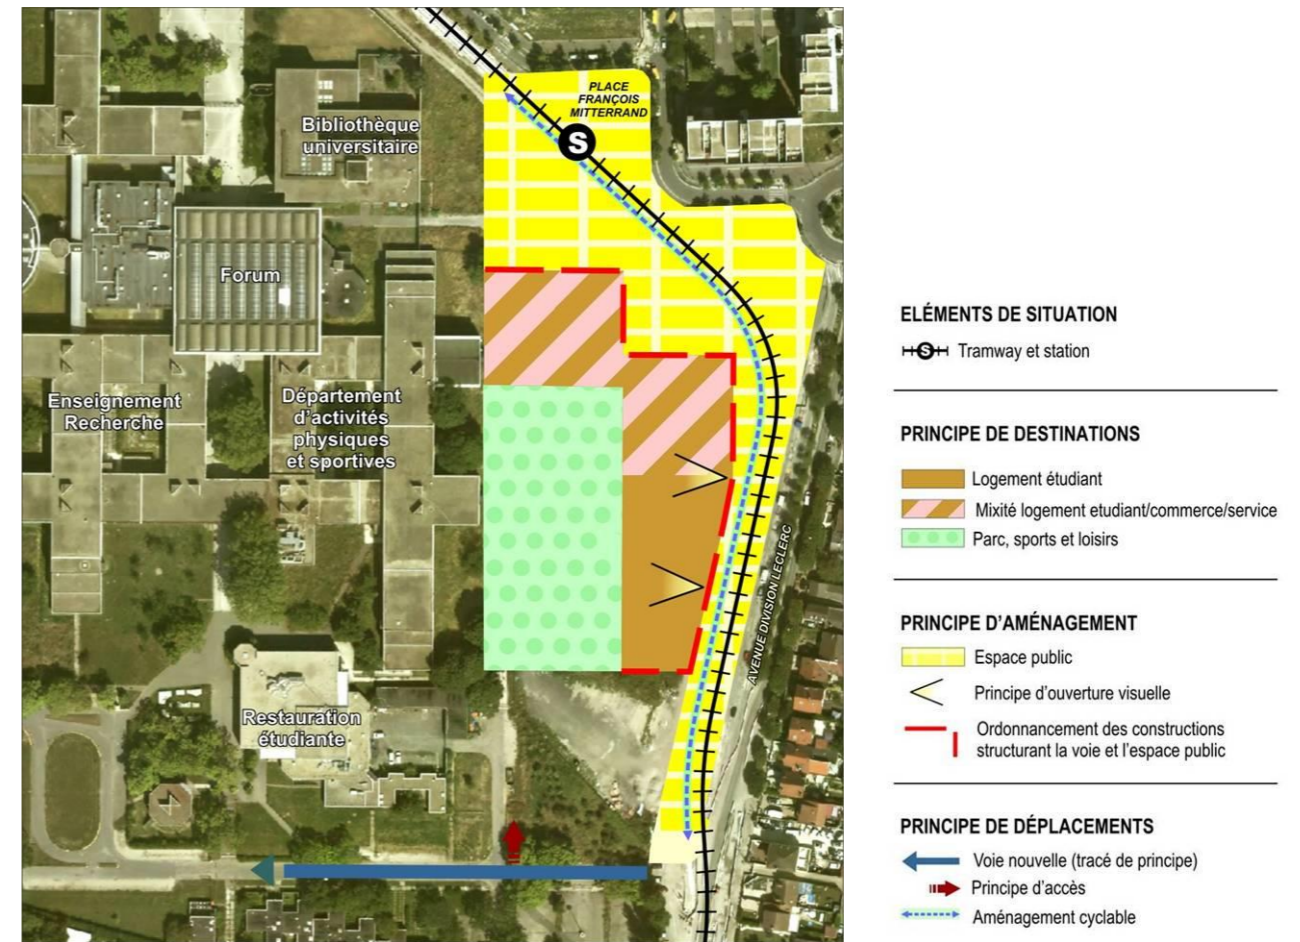 PLACE
FRANÇOIS
MITTERRAND
S
Bibliothèque
universitaire
Forum
Enseignement
Recherche
Département
d'activités
physiques
et sportives
AVENUE DIVISION LECLERC
Restauration
étudiante
ELÉMENTS DE SITUATION
S Tramway et station
PRINCIPE DE DESTINATIONS
Logement étudiant
Mixité logement etudiant/commerce/service
Parc, sports et loisirs
PRINCIPE D'AMÉNAGEMENT
Espace public
Principe d'ouverture visuelle
Ordonnancement des constructions
structurant la voie et l'espace public
PRINCIPE DE DÉPLACEMENTS
Voie nouvelle (tracé de principe)
Principe d'accès
Aménagement cyclable